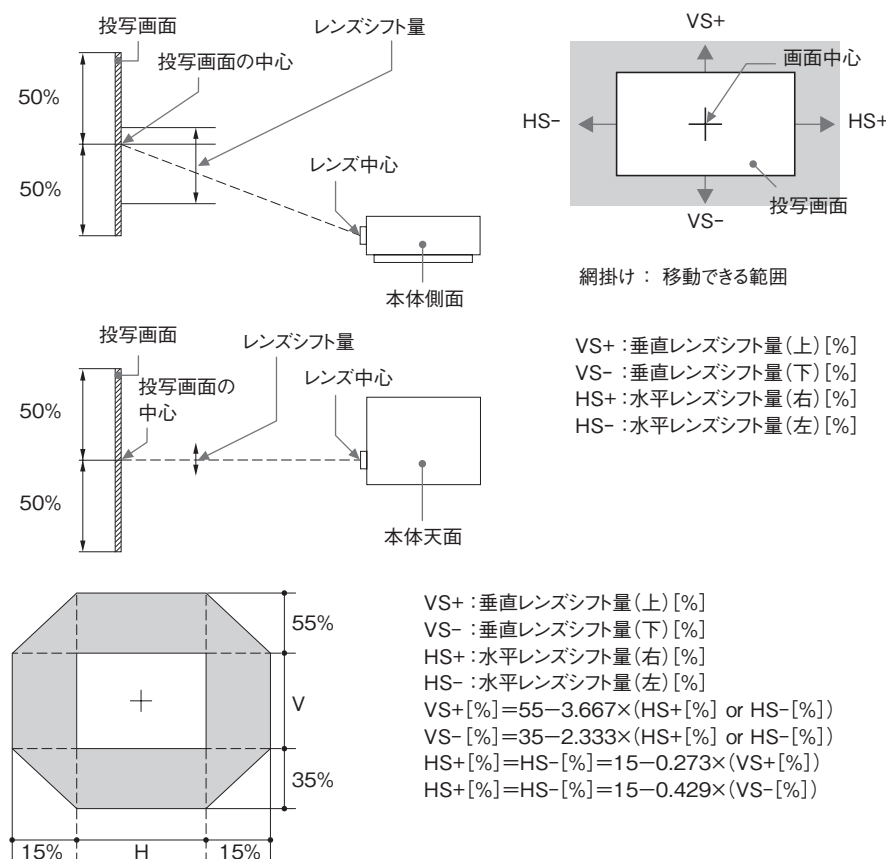 投写画面
レンズシフト量
投写画面の中心
50%
50%
レンズ中心
本体側面
VS+
画面中心
HS-
HS+
投写画面
VS-
網掛け : 移動できる範囲
投写画面
レンズシフト量
投写画面の
中心
レンズ中心
50%
50%
本体天面
VS+ :垂直レンズシフト量(上)[%]
VS- :垂直レンズシフト量(下)[%]
HS+ :水平レンズシフト量(右)[%]
HS- :水平レンズシフト量(左)[%]
55%
V
35%
15%
H
15%
VS+ :垂直レンズシフト量(上)[%]
VS- :垂直レンズシフト量(下)[%]
HS+ :水平レンズシフト量(右)[%]
HS- :水平レンズシフト量(左)[%]
VS+[%]=55−3.667×(HS+[%] or HS-[%])
VS-[%]=35−2.333×(HS+[%] or HS-[%])
HS+[%]=HS-[%]=15−0.273×(VS+[%])
HS+[%]=HS-[%]=15−0.429×(VS-[%])